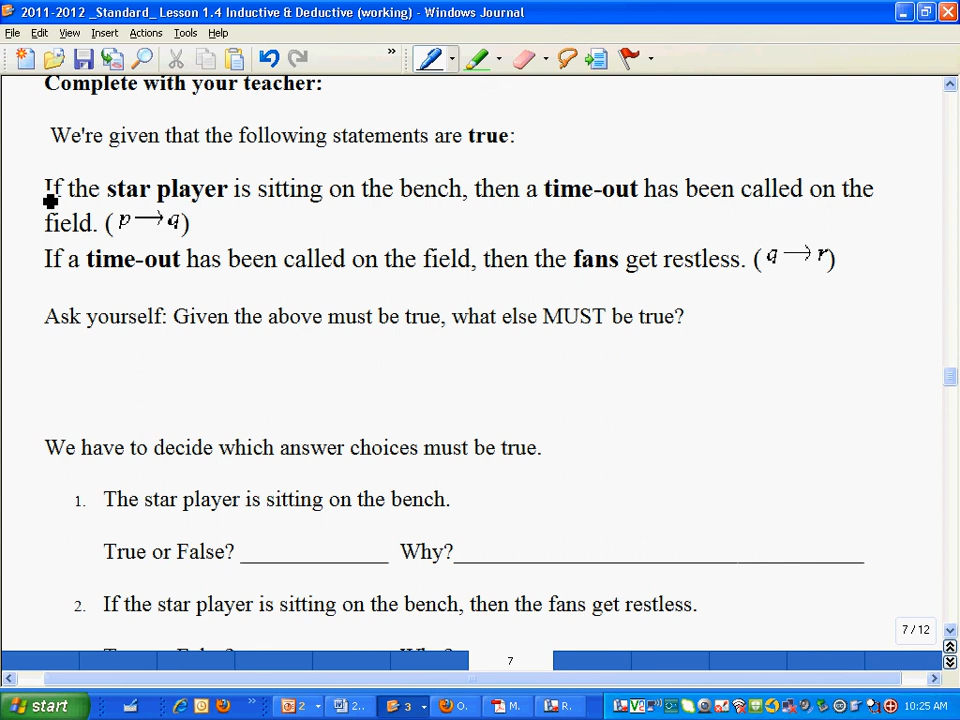 2011-2012 _Standard_ Lesson 1.4 Inductive & Deductive (working) - Windows Journal
File Edit View Insert Actions Tools Help
Complete with your teacher:
We're given that the following statements are true:
If the star player is sitting on the bench, then a time-out has been called on the
field. ( p → q )
If a time-out has been called on the field, then the fans get restless. ( q → r )
Ask yourself: Given the above must be true, what else MUST be true?
We have to decide which answer choices must be true.
1. The star player is sitting on the bench.
True or False? _____________ Why?___________________________________
2. If the star player is sitting on the bench, then the fans get restless.
7 / 12
7
start 2 2.. 3 O. M. R. 10:25 AM